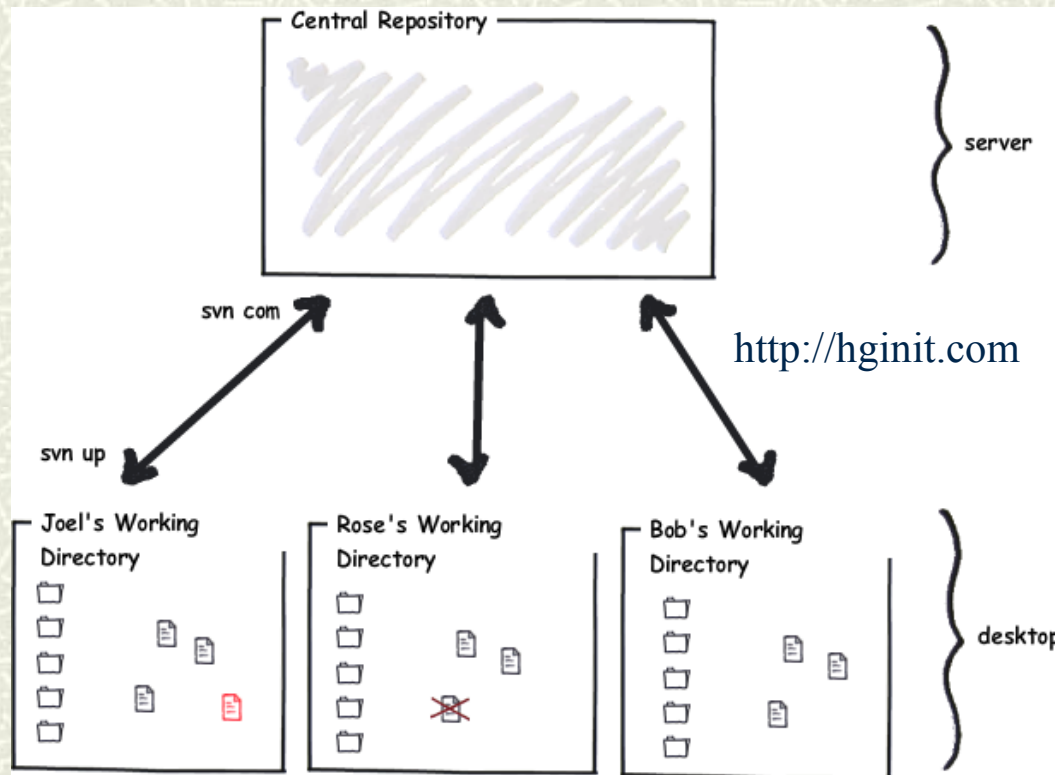 Central Repository
server
svn com
http://hginit.com
svn up
Joel's Working
Directory
Rose's Working
Directory
Bob's Working
Directory
desktop